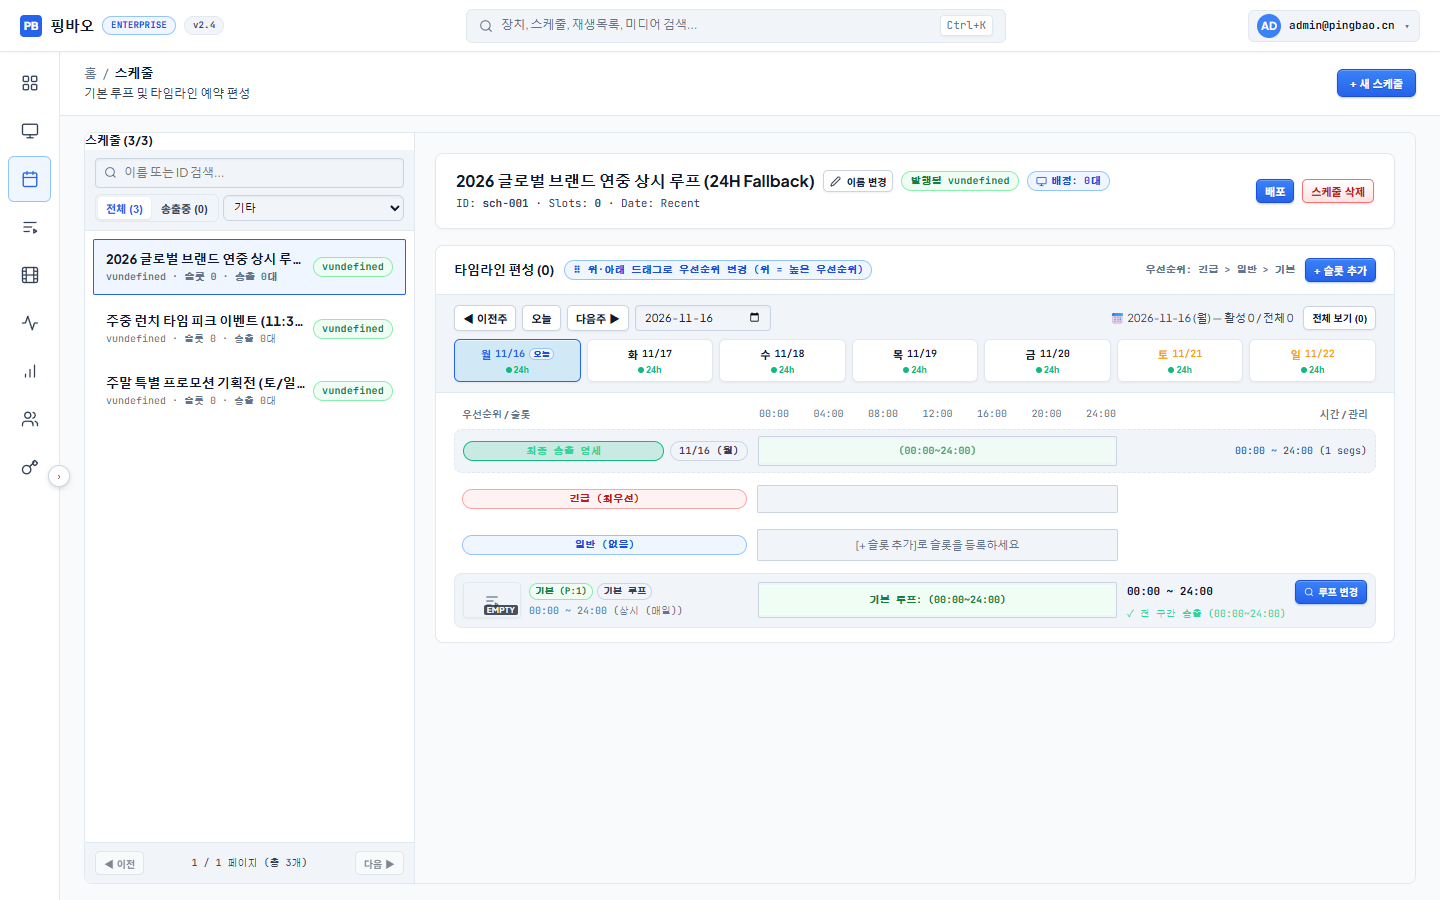 PB 핑바오 ENTERPRISE v2.4
장치, 스케줄, 재생목록, 미디어 검색... Ctrl+K
AD admin@pingbao.cn
홈 / 스케줄
기본 루프 및 타임라인 예약 편성
+ 새 스케줄
스케줄 (3/3)
이름 또는 ID 검색...
전체 (3) 송출중 (0) 기타
2026 글로벌 브랜드 연중 상시 루... vundefined
vundefined · 슬롯 0 · 송출 0대
주중 런치 타임 피크 이벤트 (11:3... vundefined
vundefined · 슬롯 0 · 송출 0대
주말 특별 프로모션 기획전 (토/일... vundefined
vundefined · 슬롯 0 · 송출 0대
◀ 이전 1 / 1 페이지 (총 3개) 다음 ▶
2026 글로벌 브랜드 연중 상시 루프 (24H Fallback) 이름 변경 발행됨 vundefined 배정: 0대
ID: sch-001 · Slots: 0 · Date: Recent
배포 스케줄 삭제
타임라인 편성 (0) ⠿ 위·아래 드래그로 우선순위 변경 (위 = 높은 우선순위)
우선순위: 긴급 > 일반 > 기본 + 슬롯 추가
◀ 이전주 오늘 다음주 ▶ 2026-11-16
2026-11-16 (월) — 활성 0 / 전체 0 전체 보기 (0)
월 11/16 오늘 화 11/17 수 11/18 목 11/19 금 11/20 토 11/21 일 11/22
24h 24h 24h 24h 24h 24h 24h
우선순위 / 슬롯 00:00 04:00 08:00 12:00 16:00 20:00 24:00 시간 / 관리
최종 송출 명세 11/16 (월) (00:00~24:00) 00:00 ~ 24:00 (1 segs)
긴급 (최우선)
일반 (없음) [+ 슬롯 추가]로 슬롯을 등록하세요
EMPTY 기본 (P:1) 기본 루프
00:00 ~ 24:00 (상시 (매일))
기본 루프: (00:00~24:00)
00:00 ~ 24:00
✓ 전 구간 송출 (00:00~24:00)
루프 변경